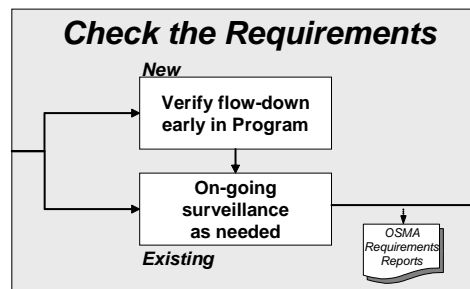 Check the Requirements
New
Verify flow-down
early in Program
On-going
surveillance
as needed
Existing
OSMA
Requirements
Reports